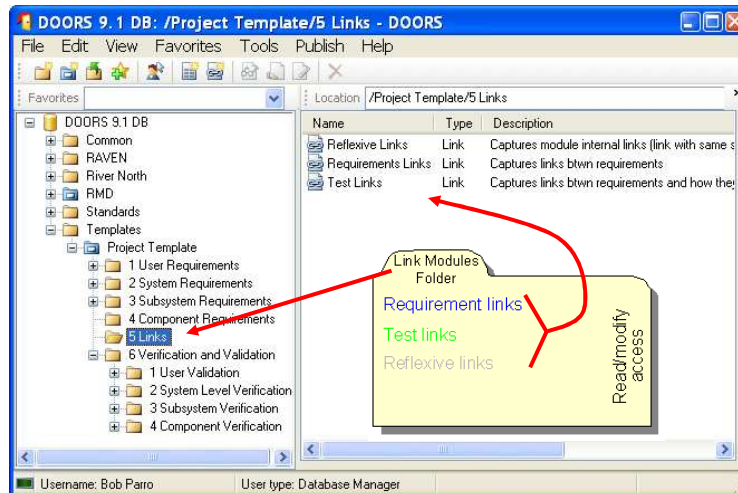 DOORS 9.1 DB: /Project Template/5 Links - DOORS
File Edit View Favorites Tools Publish Help
Favorites
Location /Project Template/5 Links
DOORS 9.1 DB
Common
RAVEN
River North
RMD
Standards
Templates
Project Template
1 User Requirements
2 System Requirements
3 Subsystem Requirements
4 Component Requirements
5 Links
6 Verification and Validation
1 User Validation
2 System Level Verification
3 Subsystem Verification
4 Component Verification
Name Type Description
Reflexive Links Link Captures module internal links (link with same s
Requirements Links Link Captures links btwn requirements
Test Links Link Captures links btwn requirements and how they
Link Modules
Folder
Requirement links
Test links
Reflexive links
Read/modify
access
Username: Bob Parro User type: Database Manager